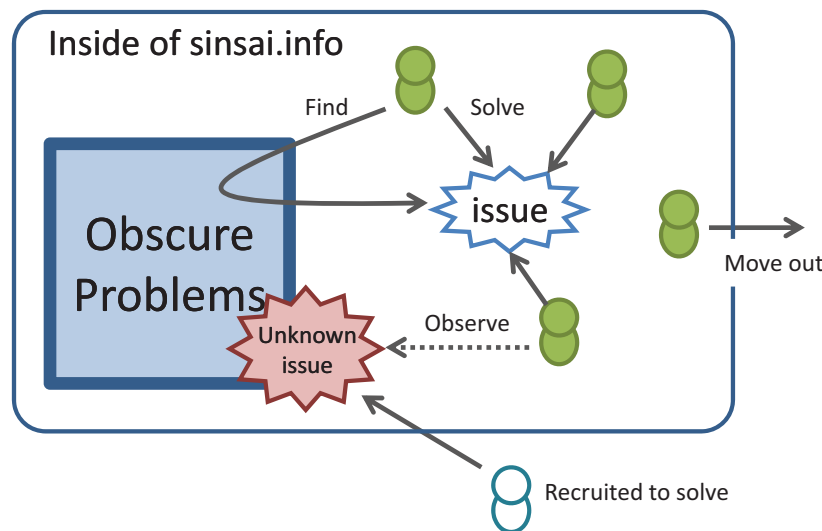 Inside of sinsai.info
Find
Solve
issue
Obscure
Problems
Move out
Observe
Unknown
issue
Recruited to solve